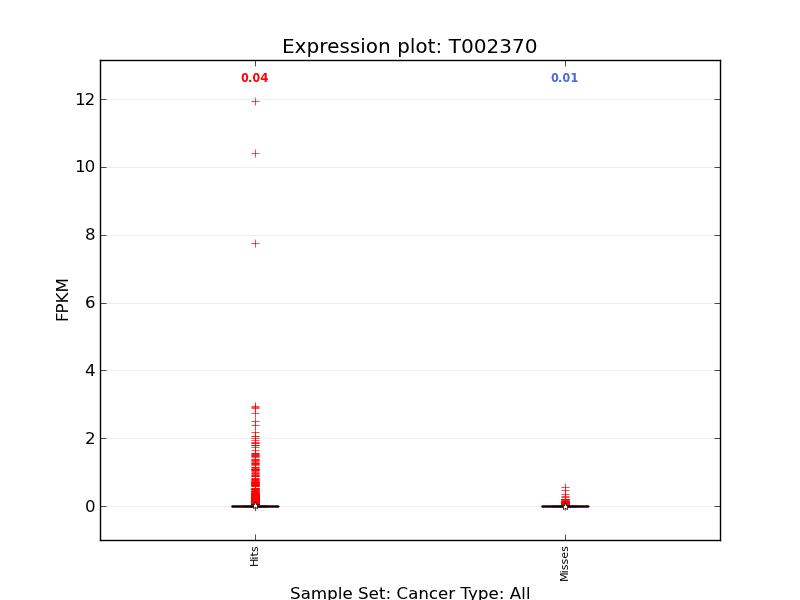 Expression plot: T002370
0.04
0.01
12
10
8
6
4
2
0
FPKM
Hits
Misses
Sample Set: Cancer Type: All